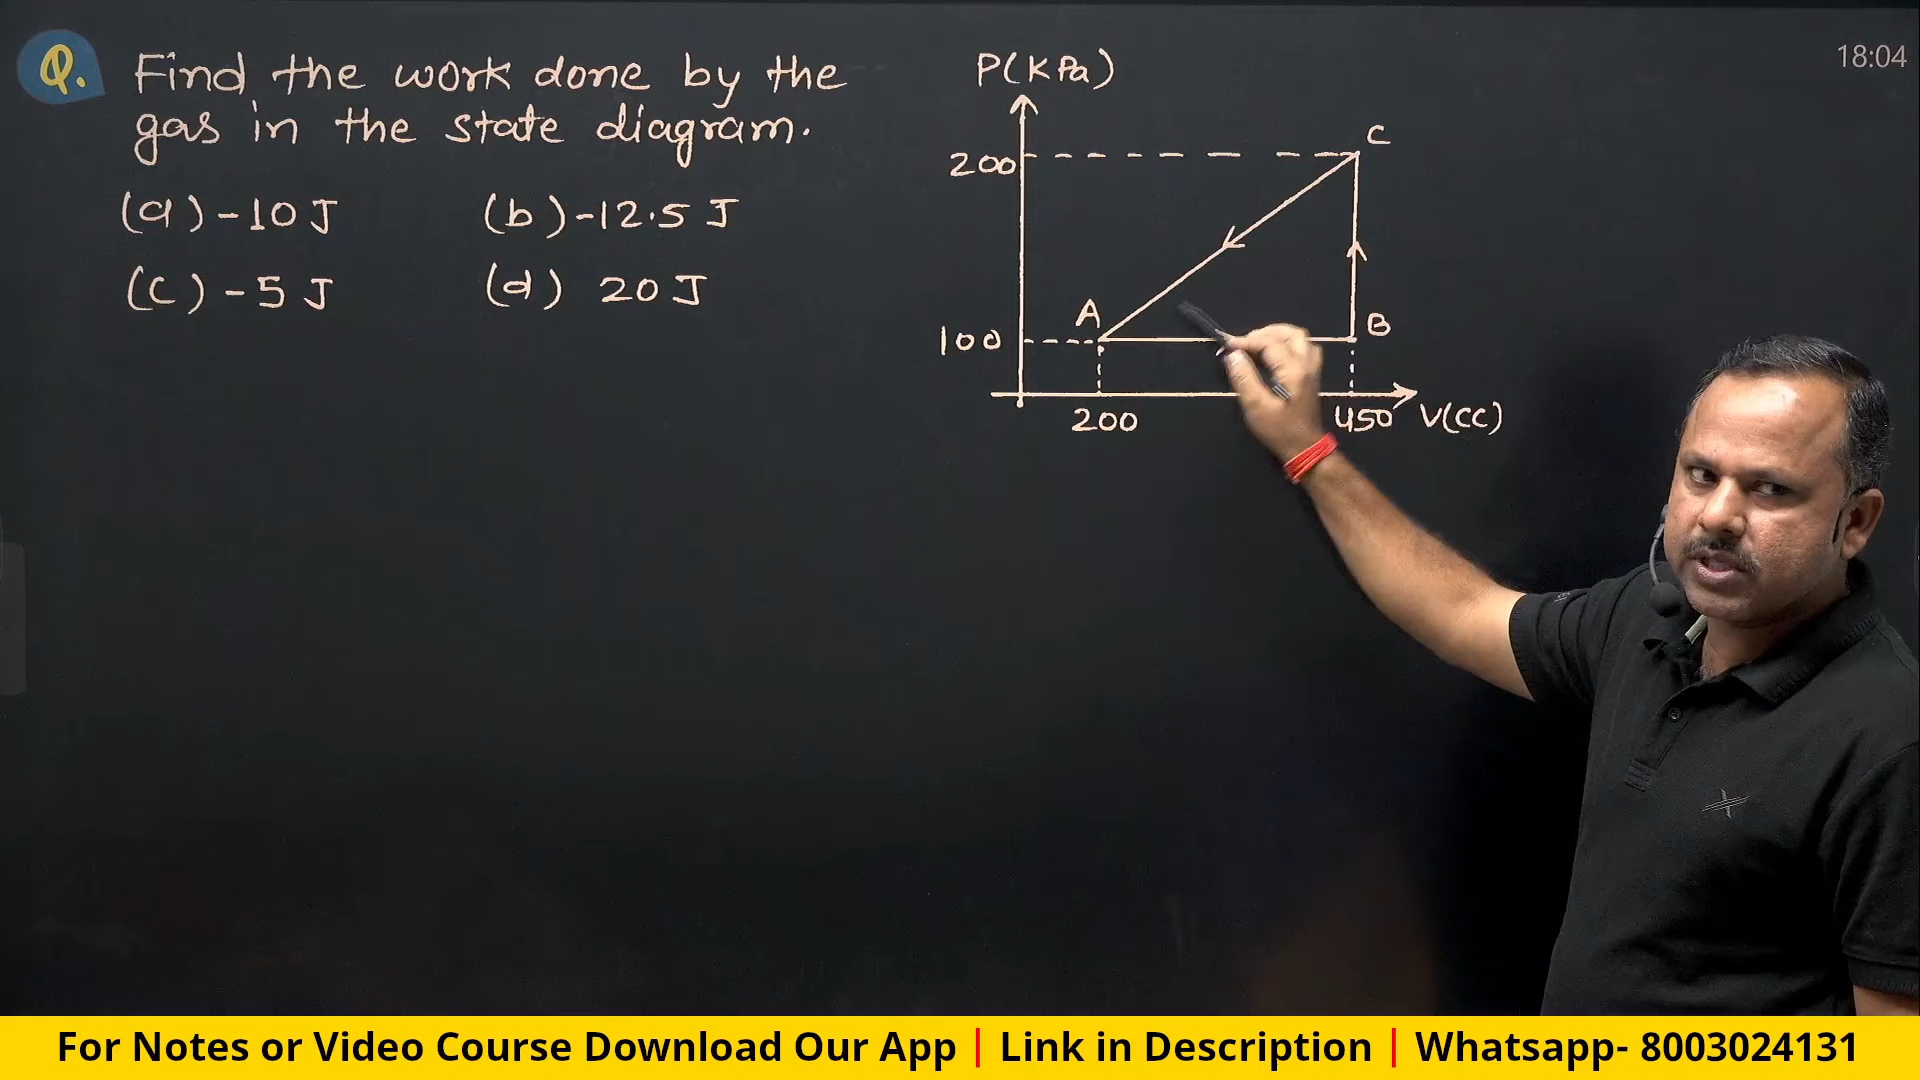 Q. Find the work done by the
gas in the state diagram.
(a) -10 J (b) -12.5 J
(c) -5 J (d) 20 J
P(KPa)
200
C
A
B
100
200
450
V(CC)
18:04
For Notes or Video Course Download Our App | Link in Description | Whatsapp- 8003024131